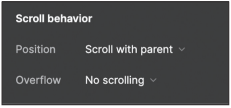 Scroll behavior
Position Scroll with parent
Overflow No scrolling